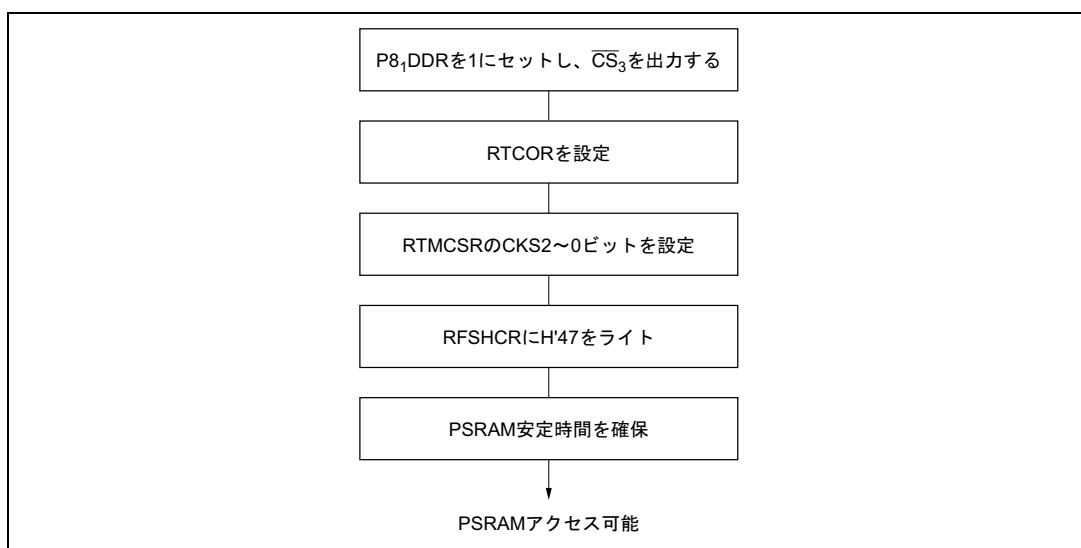 P8₁DDRを1にセットし、C̅S̅₃を出力する
RTCORを設定
RTMCSRのCKS2～0ビットを設定
RFSHCRにH'47をライト
PSRAM安定時間を確保
PSRAMアクセス可能